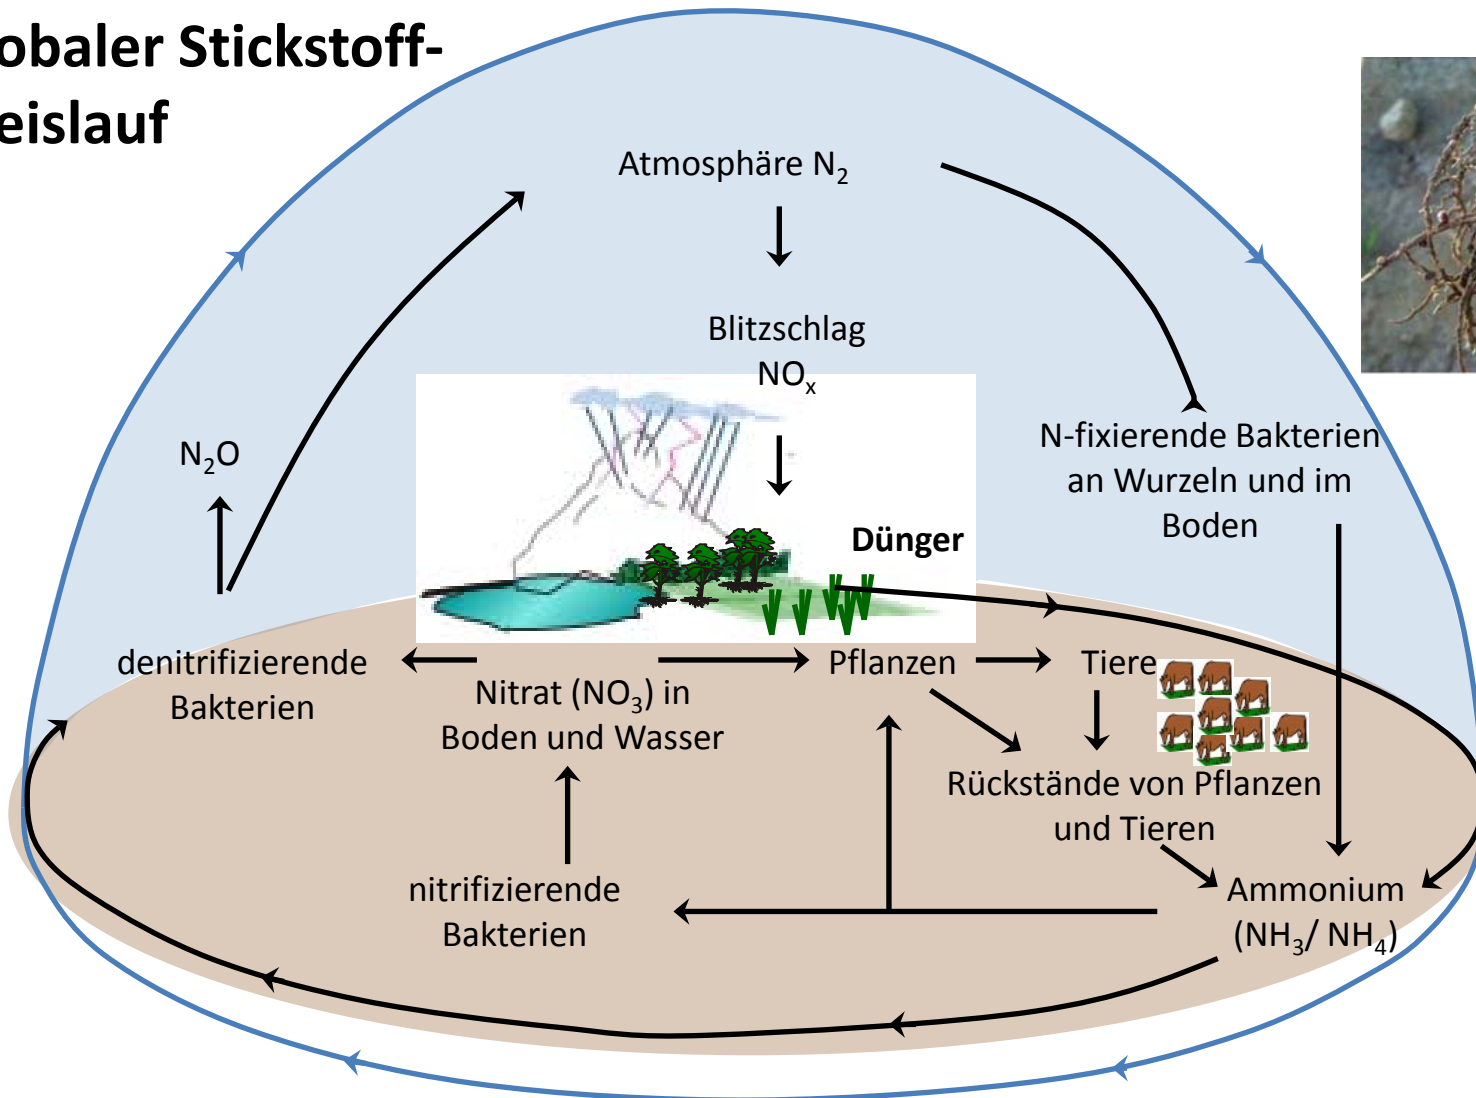 obaler Stickstoff-
eislauf
Atmosphäre N₂
Blitzschlag
NOₓ
N₂O
N-fixierende Bakterien
an Wurzeln und im
Boden
Dünger
denitrifizierende
Bakterien
Nitrat (NO₃) in
Boden und Wasser
Pflanzen
Tiere
Rückstände von Pflanzen
und Tieren
nitrifizierende
Bakterien
Ammonium
(NH₃/ NH₄)